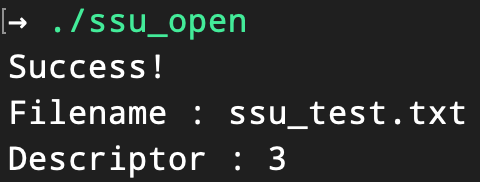 [→ ./ssu_open
Success!
Filename : ssu_test.txt
Descriptor : 3